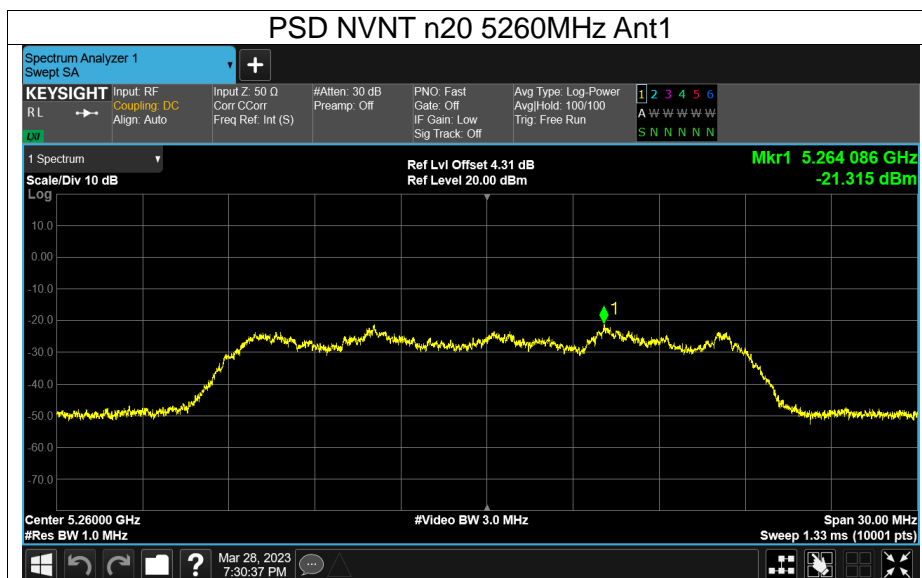 PSD NVNT n20 5260MHz Ant1
Spectrum Analyzer 1
Swept SA
+
KEYSIGHT
R L
LXI
Input: RF
Coupling: DC
Align: Auto
Input Z: 50 Ω
Corr CCorr
Freq Ref: Int (S)
#Atten: 30 dB
Preamp: Off
PNO: Fast
Gate: Off
IF Gain: Low
Sig Track: Off
Avg Type: Log-Power
Avg|Hold: 100/100
Trig: Free Run
1 2 3 4 5 6
A W W W W W
S N N N N N
1 Spectrum
Scale/Div 10 dB
Ref Lvl Offset 4.31 dB
Ref Level 20.00 dBm
Mkr1 5.264 086 GHz
-21.315 dBm
Log
10.0
0.00
-10.0
-20.0
-30.0
-40.0
-50.0
-60.0
-70.0
1
Center 5.26000 GHz
#Res BW 1.0 MHz
#Video BW 3.0 MHz
Span 30.00 MHz
Sweep 1.33 ms (10001 pts)
?
Mar 28, 2023
7:30:37 PM